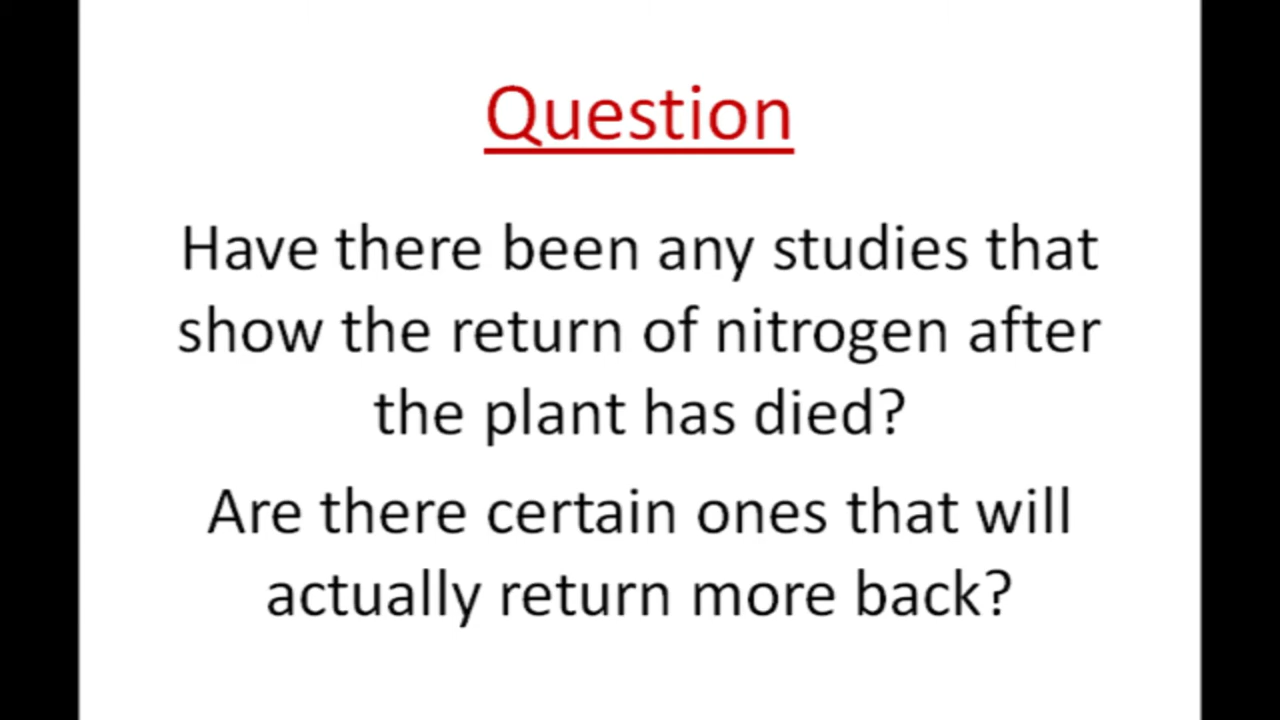 Question
Have there been any studies that
show the return of nitrogen after
the plant has died?
Are there certain ones that will
actually return more back?